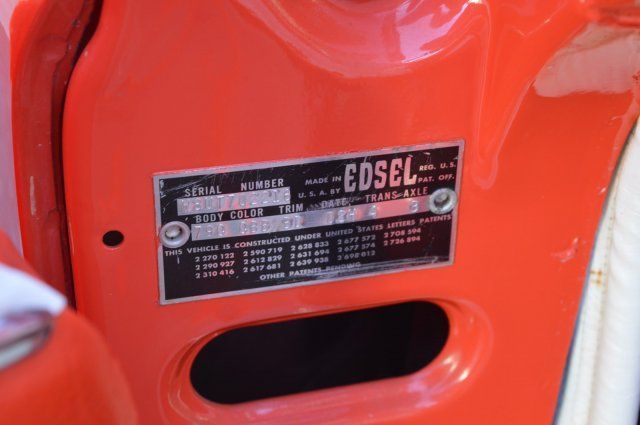 SERIAL NUMBER MADE IN EDSEL REG. U.S.
U.S.A. BY PAT. OFF.
BODY COLOR TRIM DATE TRANS. AXLE
THIS VEHICLE IS CONSTRUCTED UNDER UNITED STATES LETTERS PATENTS
2 270 122 2 590 719 2 628 833 2 677 572 2 708 594
2 290 927 2 612 829 2 631 694 2 677 574 2 726 894
2 310 416 2 617 681 2 639 938 2 698 012
OTHER PATENTS PENDING